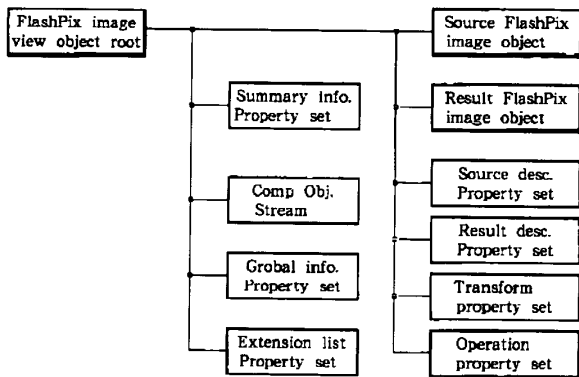 FlashPix image
view object root
Summary info.
Property set
Comp Obj.
Stream
Grobal info.
Property set
Extension list
Property set
Source FlashPix
image object
Result FlashPix
image object
Source desc.
Property set
Result desc.
Property set
Transform
property set
Operation
property set